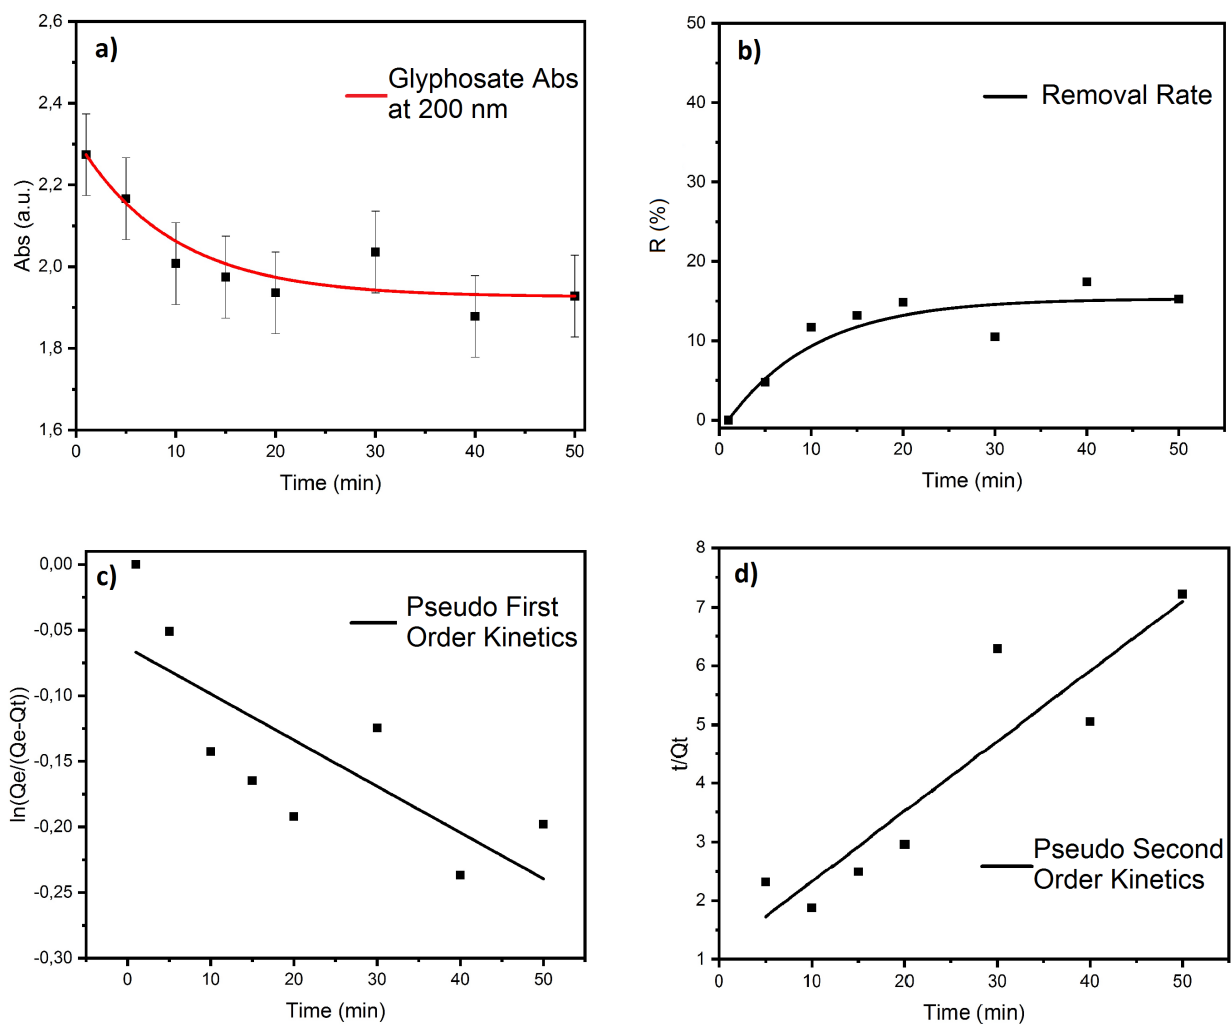 a)
Glyphosate Abs
at 200 nm
Abs (a.u.)
2,6
2,4
2,2
2,0
1,8
1,6
0 10 20 30 40 50
Time (min)
b)
Removal Rate
R (%)
50
40
30
20
10
0
0 10 20 30 40 50
Time (min)
c)
Pseudo First
Order Kinetics
ln(Qe/(Qe-Qt))
0,00
-0,05
-0,10
-0,15
-0,20
-0,25
-0,30
0 10 20 30 40 50
Time (min)
d)
Pseudo Second
Order Kinetics
t/Qt
8
7
6
5
4
3
2
1
0 10 20 30 40 50
Time (min)